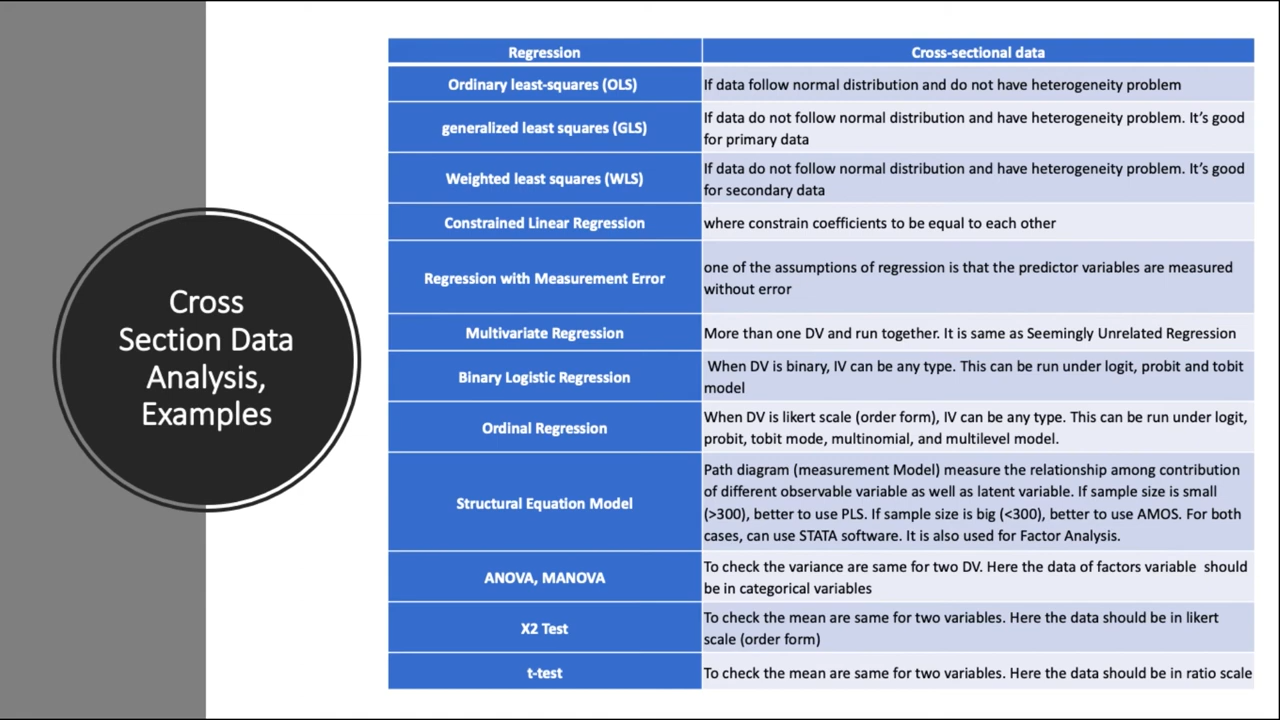 Cross
Section Data
Analysis,
Examples
Regression
Cross-sectional data
Ordinary least-squares (OLS)
If data follow normal distribution and do not have heterogeneity problem
generalized least squares (GLS)
If data do not follow normal distribution and have heterogeneity problem. It’s good
for primary data
Weighted least squares (WLS)
If data do not follow normal distribution and have heterogeneity problem. It’s good
for secondary data
Constrained Linear Regression
where constrain coefficients to be equal to each other
Regression with Measurement Error
one of the assumptions of regression is that the predictor variables are measured
without error
Multivariate Regression
More than one DV and run together. It is same as Seemingly Unrelated Regression
Binary Logistic Regression
When DV is binary, IV can be any type. This can be run under logit, probit and tobit
model
Ordinal Regression
When DV is likert scale (order form), IV can be any type. This can be run under logit,
probit, tobit mode, multinomial, and multilevel model.
Structural Equation Model
Path diagram (measurement Model) measure the relationship among contribution
of different observable variable as well as latent variable. If sample size is small
(>300), better to use PLS. If sample size is big (<300), better to use AMOS. For both
cases, can use STATA software. It is also used for Factor Analysis.
ANOVA, MANOVA
To check the variance are same for two DV. Here the data of factors variable should
be in categorical variables
X2 Test
To check the mean are same for two variables. Here the data should be in likert
scale (order form)
t-test
To check the mean are same for two variables. Here the data should be in ratio scale